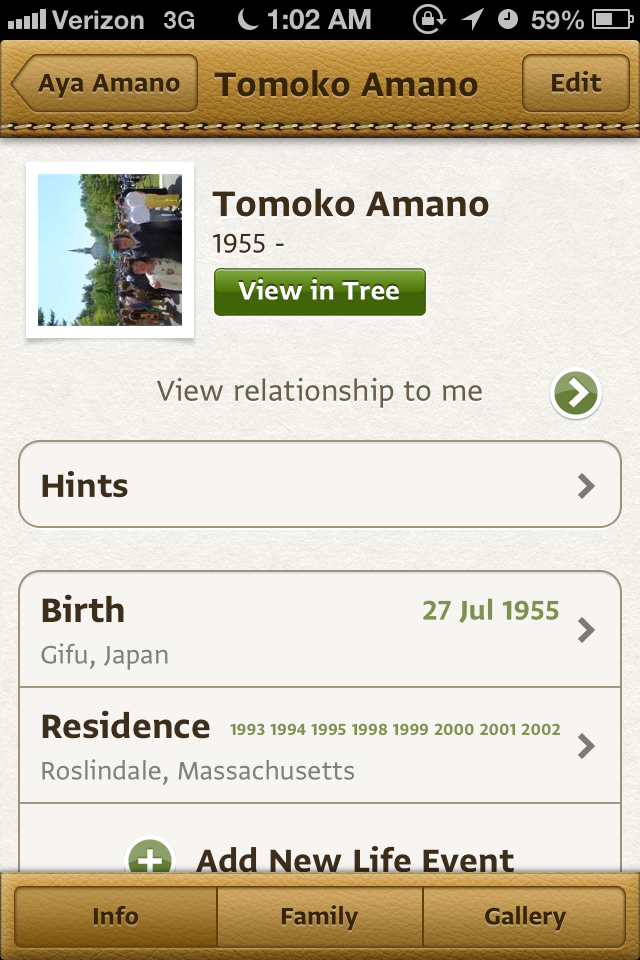 Verizon 3G 1:02 AM 59%
Aya Amano Tomoko Amano Edit
Tomoko Amano
1955 -
View in Tree
View relationship to me
Hints
Birth 27 Jul 1955
Gifu, Japan
Residence 1993 1994 1995 1998 1999 2000 2001 2002
Roslindale, Massachusetts
Add New Life Event
Info Family Gallery